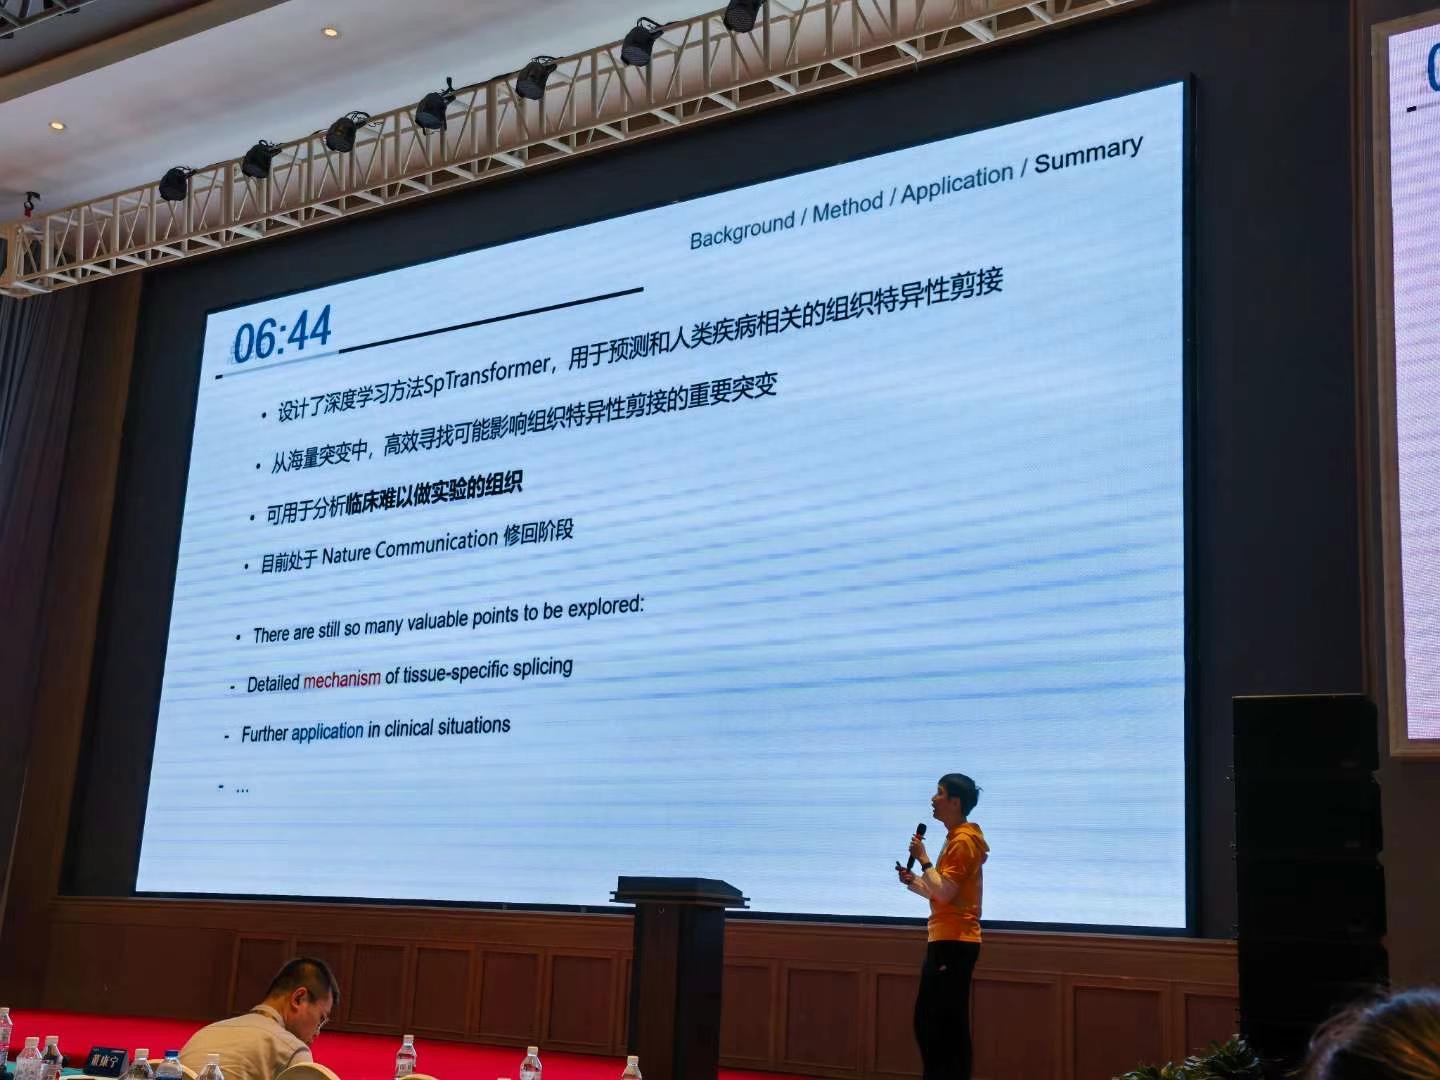 Background / Method / Application / Summary
06:44
• 设计了深度学习方法SpTransformer，用于预测和人类疾病相关的组织特异性剪接
• 从海量突变中，高效寻找可能影响组织特异性剪接的重要突变
• 可用于分析临床难以做实验的组织
• 目前处于 Nature Communication 修回阶段
• There are still so many valuable points to be explored:
- Detailed mechanism of tissue-specific splicing
- Further application in clinical situations
- ...